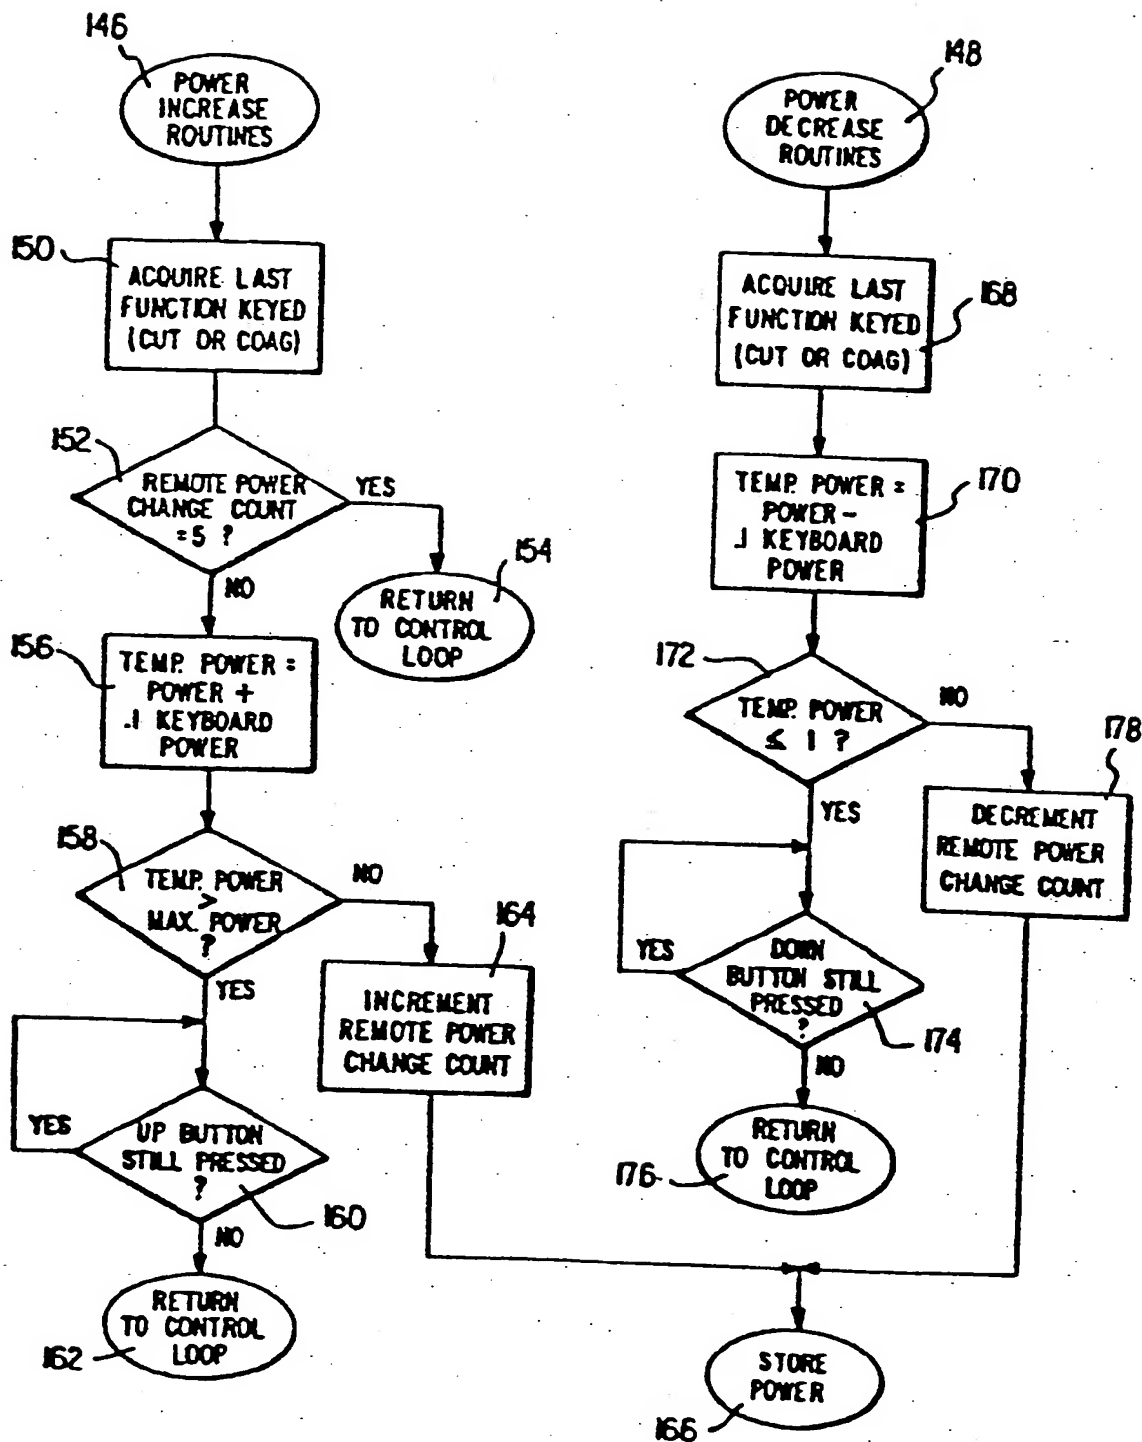 146
POWER
INCREASE
ROUTINES
150
ACQUIRE LAST
FUNCTION KEYED
(CUT OR COAG)
152
REMOTE POWER
CHANGE COUNT
=5 ?
YES
NO
154
RETURN
TO CONTROL
LOOP
156
TEMP. POWER =
POWER +
.1 KEYBOARD
POWER
158
TEMP. POWER
>
MAX. POWER
?
NO
YES
164
INCREMENT
REMOTE POWER
CHANGE COUNT
YES
UP BUTTON
STILL PRESSED
?
160
NO
RETURN
TO CONTROL
LOOP
162
148
POWER
DECREASE
ROUTINES
ACQUIRE LAST
FUNCTION KEYED
(CUT OR COAG)
168
TEMP. POWER =
POWER –
.1 KEYBOARD
POWER
170
172
TEMP. POWER
≤ 1 ?
NO
YES
178
DECREMENT
REMOTE POWER
CHANGE COUNT
YES
DOWN
BUTTON STILL
PRESSED
?
174
NO
RETURN
TO CONTROL
LOOP
176
STORE
POWER
166